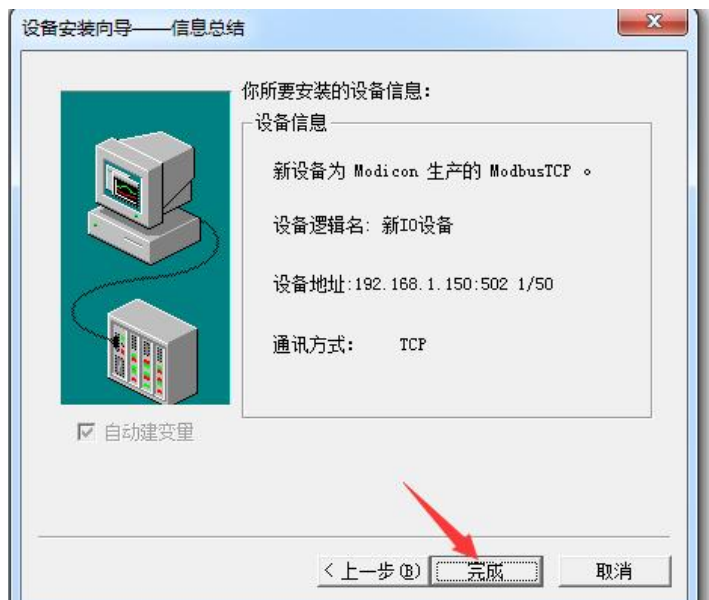 设备安装向导——信息总结
你所要安装的设备信息：
设备信息
新设备为 Modicon 生产的 ModbusTCP 。
设备逻辑名: 新IO设备
设备地址:192.168.1.150:502 1/50
通讯方式： TCP
自动建变量
< 上一步(B)
完成
取消